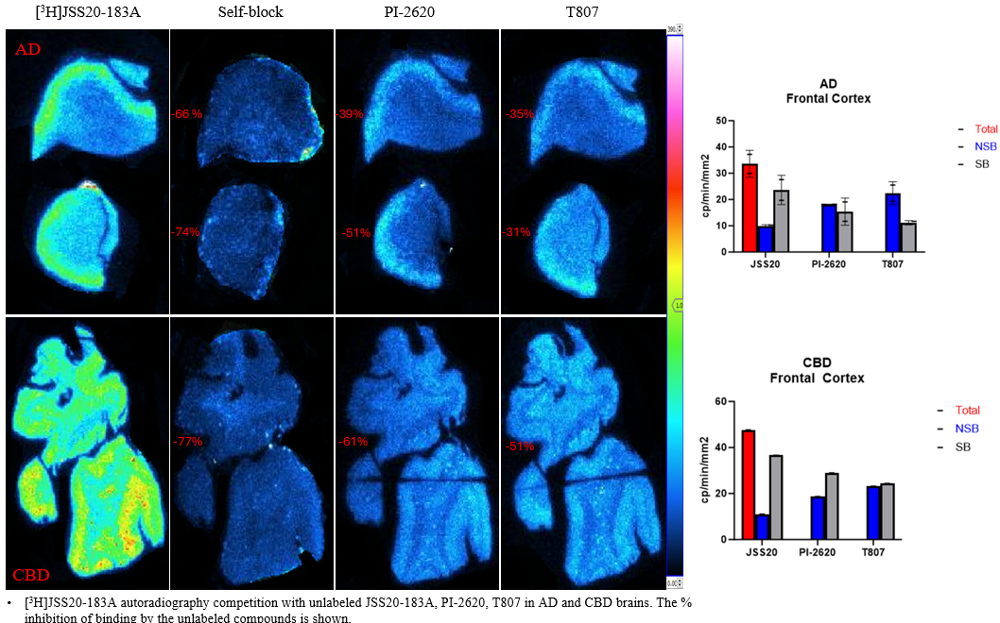 [³H]JSS20-183A Self-block PI-2620 T807
AD
-66 % -39% -35%
-74% -51% -31%
-77% -61% -51%
CBD
1.0
0.00
AD
Frontal Cortex
50
40
30
20
10
0
cp/min/mm2
JSS20 PI-2620 T807
Total
NSB
SB
CBD
Frontal Cortex
60
40
20
0
cp/min/mm2
JSS20 PI-2620 T807
Total
NSB
SB
• [³H]JSS20-183A autoradiography competition with unlabeled JSS20-183A, PI-2620, T807 in AD and CBD brains. The %
inhibition of binding by the unlabeled compounds is shown.